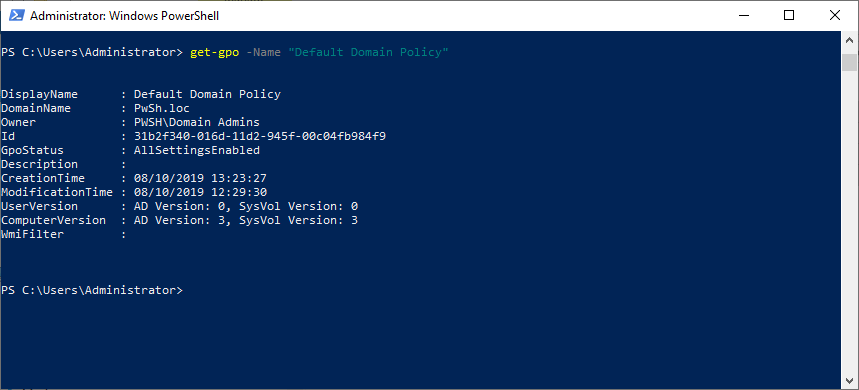 Administrator: Windows PowerShell
PS C:\Users\Administrator> get-gpo -Name "Default Domain Policy"
DisplayName      : Default Domain Policy
DomainName       : PwSh.loc
Owner            : PWSH\Domain Admins
Id               : 31b2f340-016d-11d2-945f-00c04fb984f9
GpoStatus        : AllSettingsEnabled
Description      :
CreationTime     : 08/10/2019 13:23:27
ModificationTime : 08/10/2019 12:29:30
UserVersion      : AD Version: 0, SysVol Version: 0
ComputerVersion  : AD Version: 3, SysVol Version: 3
WmiFilter        :
PS C:\Users\Administrator>